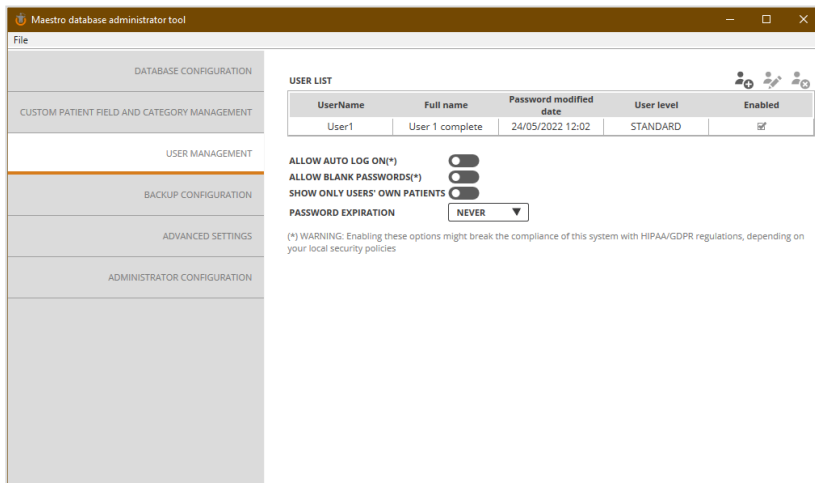 Maestro database administrator tool
File
DATABASE CONFIGURATION
CUSTOM PATIENT FIELD AND CATEGORY MANAGEMENT
USER MANAGEMENT
BACKUP CONFIGURATION
ADVANCED SETTINGS
ADMINISTRATOR CONFIGURATION
USER LIST
UserName Full name Password modified date User level Enabled
User1 User 1 complete 24/05/2022 12:02 STANDARD
ALLOW AUTO LOG ON(*)
ALLOW BLANK PASSWORDS(*)
SHOW ONLY USERS' OWN PATIENTS
PASSWORD EXPIRATION NEVER
(*) WARNING: Enabling these options might break the compliance of this system with HIPAA/GDPR regulations, depending on
your local security policies